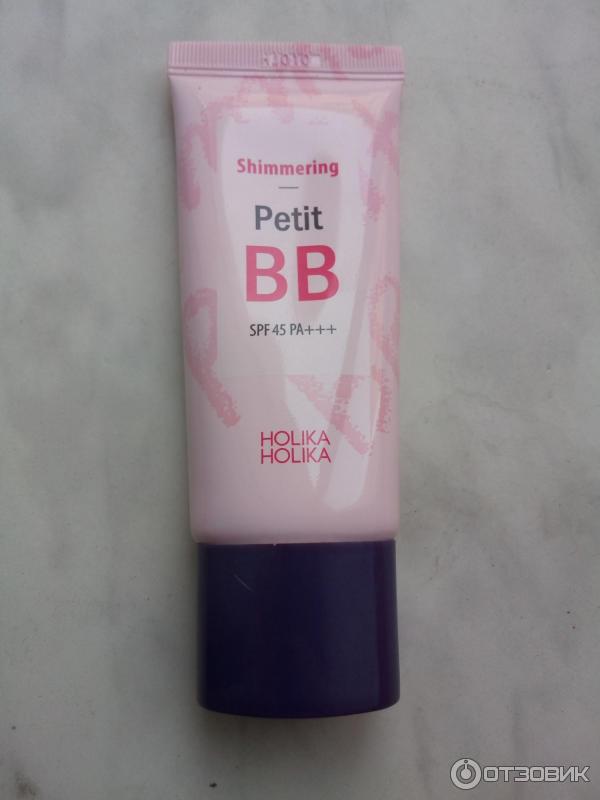 Shimmering
Petit
BB
SPF 45 PA+++
HOLIKA
HOLIKA
ОТЗОВИК